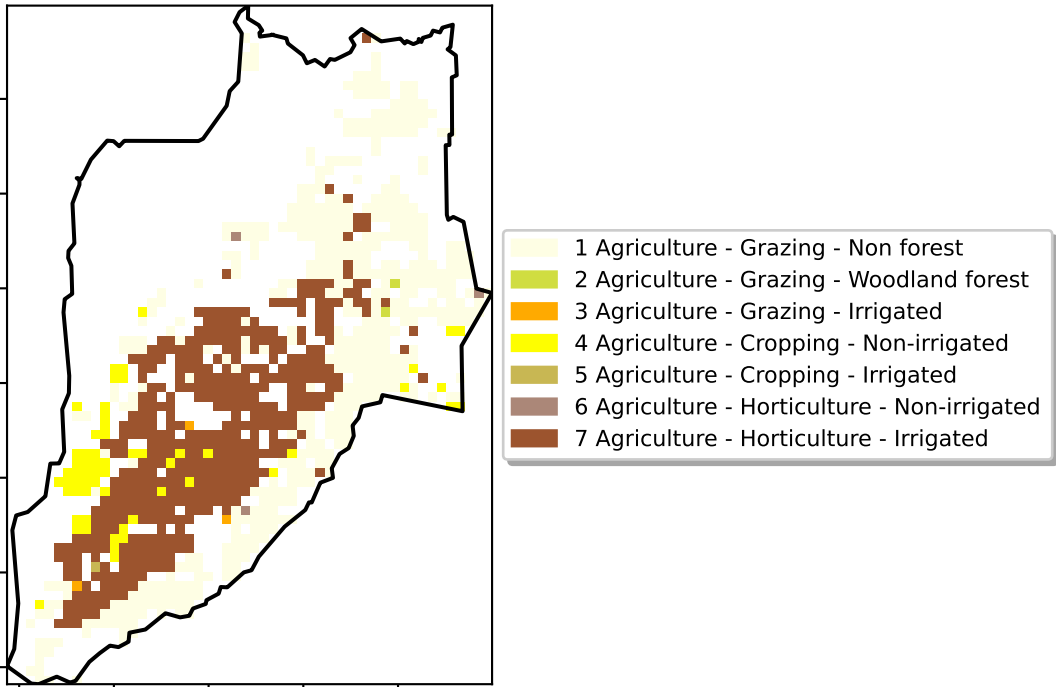 1 Agriculture - Grazing - Non forest
2 Agriculture - Grazing - Woodland forest
3 Agriculture - Grazing - Irrigated
4 Agriculture - Cropping - Non-irrigated
5 Agriculture - Cropping - Irrigated
6 Agriculture - Horticulture - Non-irrigated
7 Agriculture - Horticulture - Irrigated